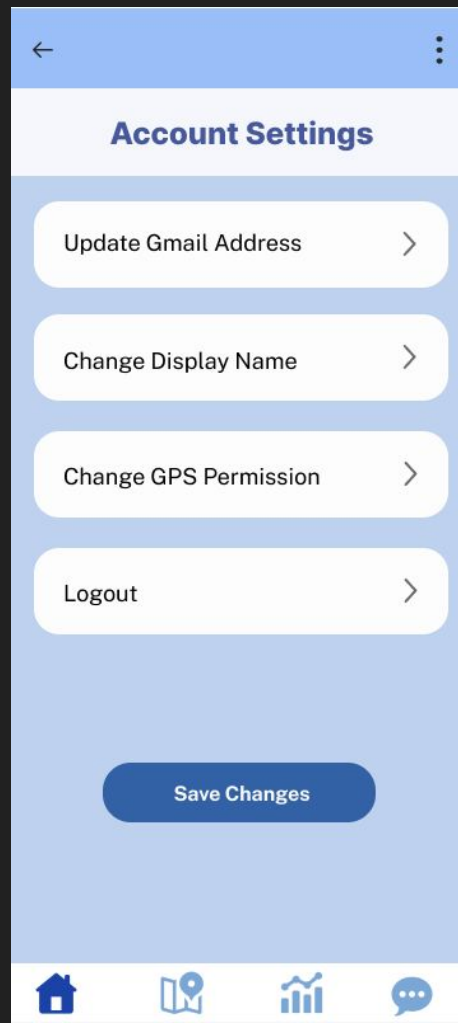 Account Settings
Update Gmail Address
Change Display Name
Change GPS Permission
Logout
Save Changes